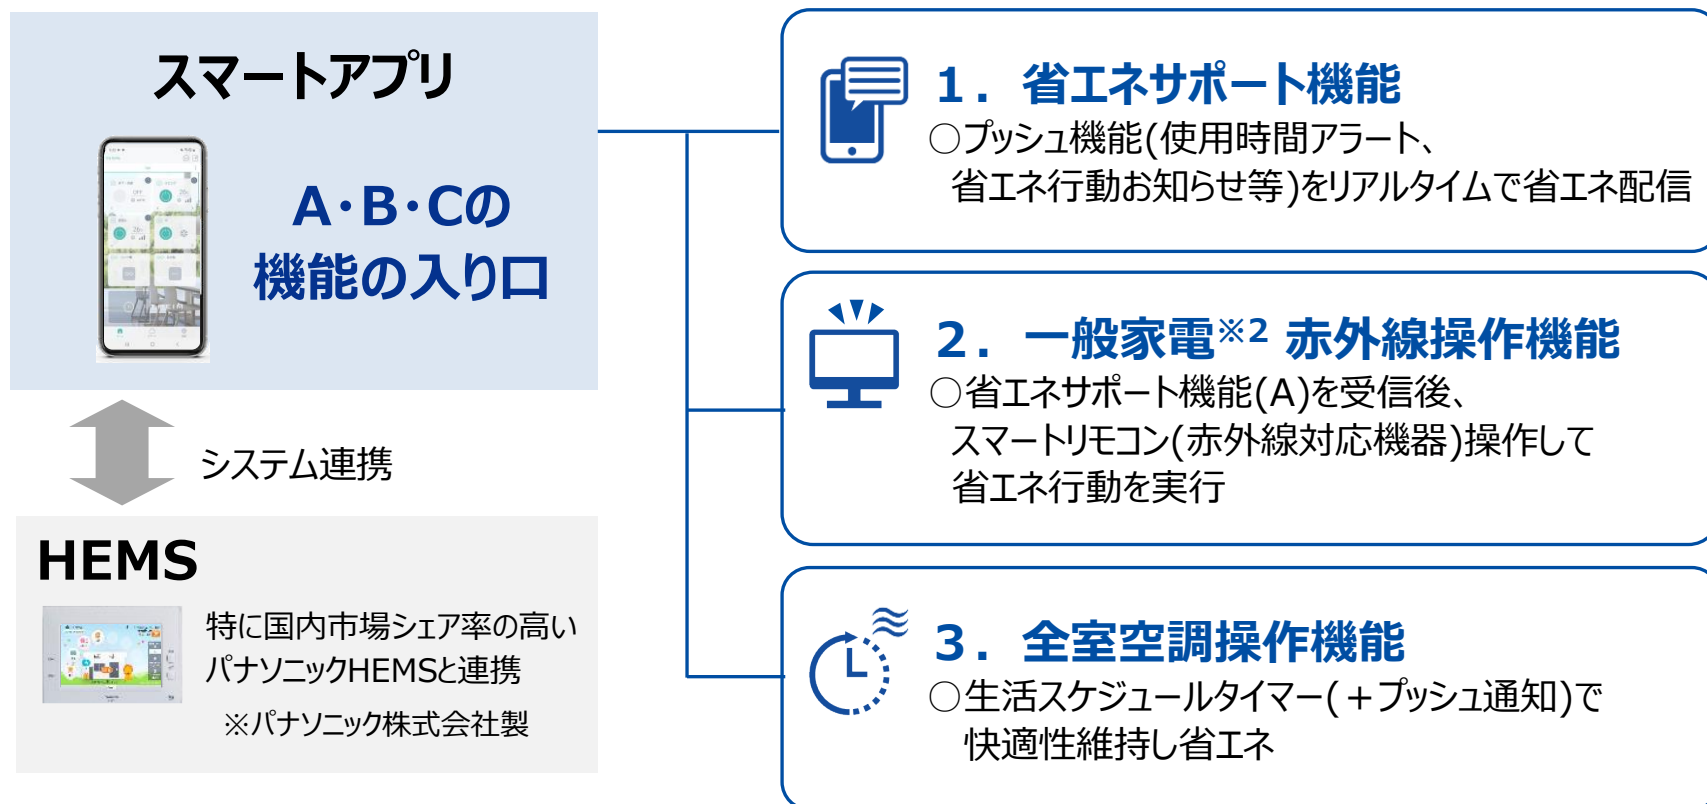 スマートアプリ
A・B・Cの
機能の入り口
システム連携
HEMS
特に国内市場シェア率の高い
パナソニックHEMSと連携
※パナソニック株式会社製
1．省エネサポート機能
○プッシュ機能(使用時間アラート、
省エネ行動お知らせ等)をリアルタイムで省エネ配信
2．一般家電※2 赤外線操作機能
○省エネサポート機能(A)を受信後、
スマートリモコン(赤外線対応機器)操作して
省エネ行動を実行
3．全室空調操作機能
○生活スケジュールタイマー(＋プッシュ通知)で
快適性維持し省エネ